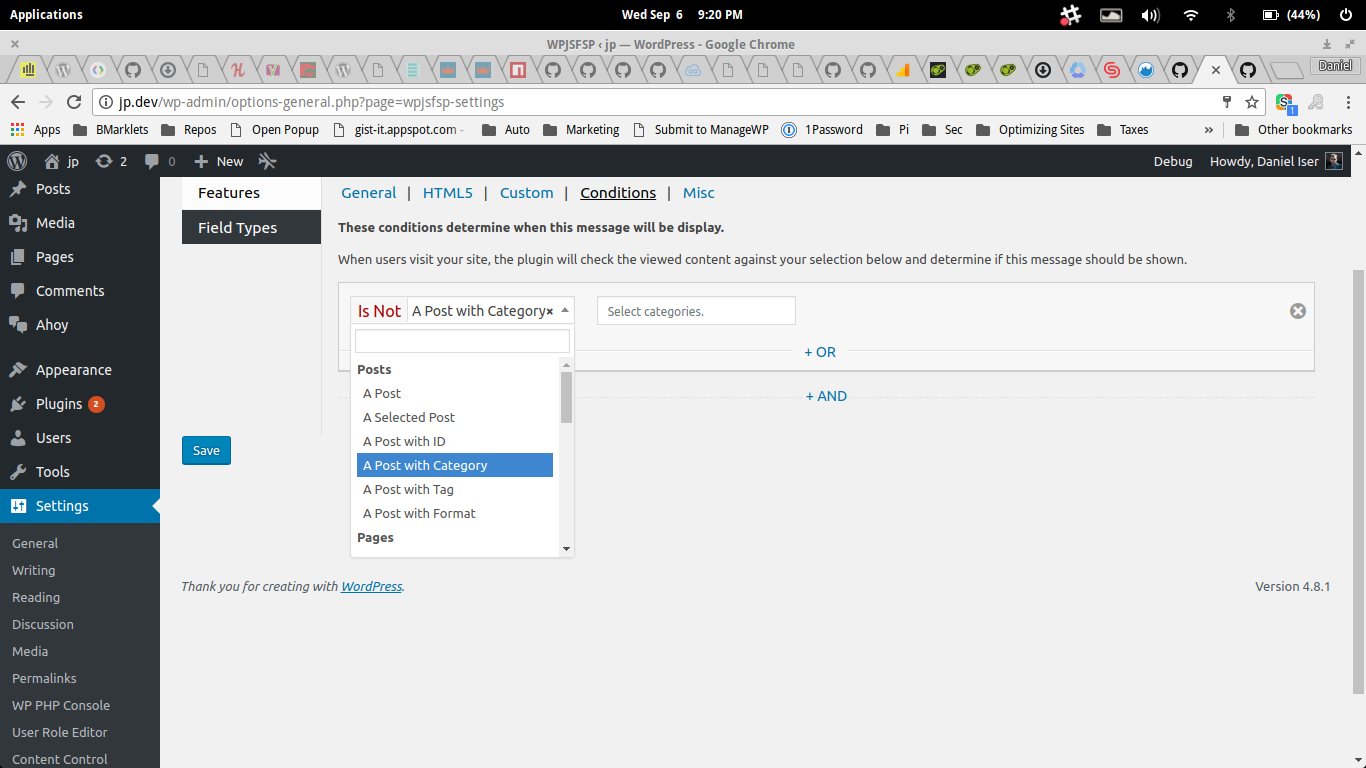 Applications
Wed Sep 6 9:20 PM
(44%)
WPJSFSP ‹ jp — WordPress - Google Chrome
Daniel
jp.dev/wp-admin/options-general.php?page=wpjsfsp-settings
1
Apps BMarklets Repos Open Popup gist-it.appspot.com - Auto Marketing Submit to ManageWP 1Password Pi Sec Optimizing Sites Taxes » Other bookmarks
jp 2 0 New Debug Howdy, Daniel Iser
Posts
Media
Pages
Comments
Ahoy
Appearance
Plugins 2
Users
Tools
Settings
General
Writing
Reading
Discussion
Media
Permalinks
WP PHP Console
User Role Editor
Content Control
Features
Field Types
General | HTML5 | Custom | Conditions | Misc
These conditions determine when this message will be display.
When users visit your site, the plugin will check the viewed content against your selection below and determine if this message should be shown.
Is Not A Post with Category× Select categories.
+ OR
+ AND
Posts
A Post
A Selected Post
A Post with ID
A Post with Category
A Post with Tag
A Post with Format
Pages
Save
Thank you for creating with WordPress.
Version 4.8.1